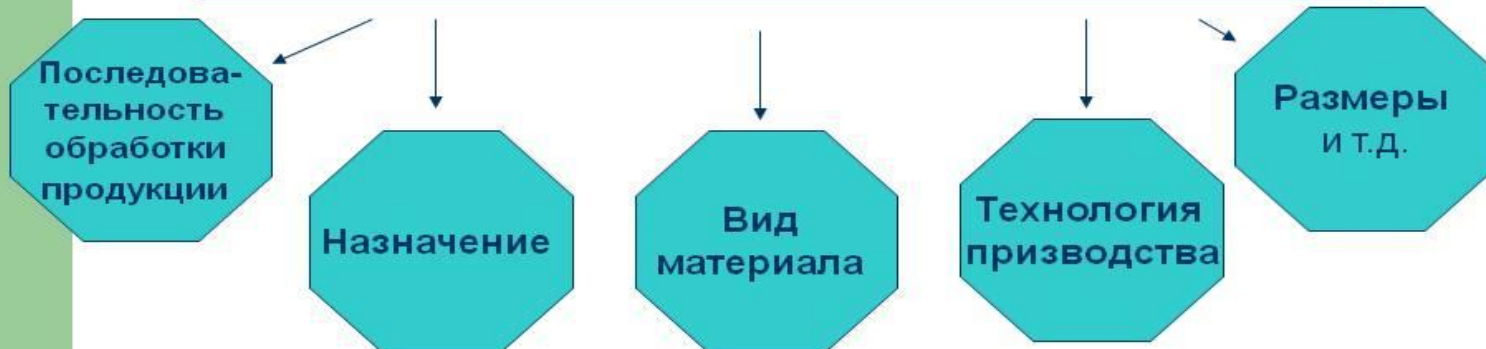 Последова-
тельность
обработки
продукции
Назначение
Вид
материала
Технология
призводства
Размеры
и т.д.